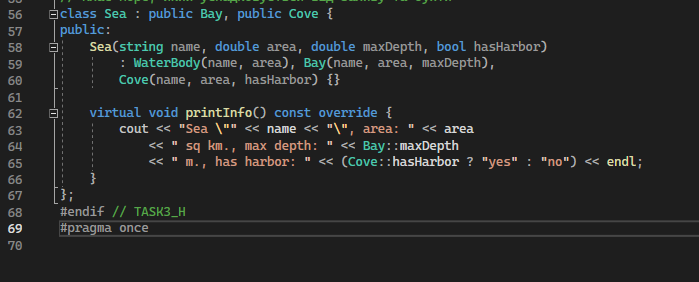 56 class Sea : public Bay, public Cove {
57 public:
58 Sea(string name, double area, double maxDepth, bool hasHarbor)
59 : WaterBody(name, area), Bay(name, area, maxDepth),
60 Cove(name, area, hasHarbor) {}
61
62 virtual void printInfo() const override {
63 cout << "Sea \"" << name << "\", area: " << area
64 << " sq km., max depth: " << Bay::maxDepth
65 << " m., has harbor: " << (Cove::hasHarbor ? "yes" : "no") << endl;
66 }
67 };
68 #endif // TASK3_H
69 #pragma once
70